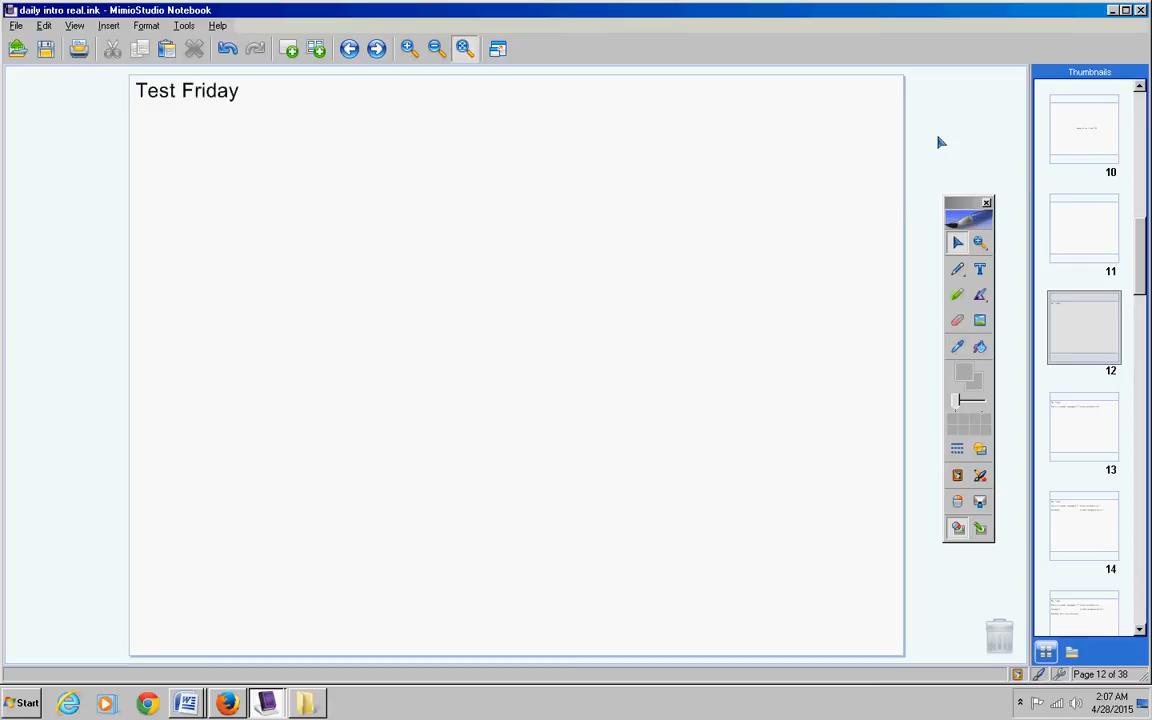 daily intro real.ink - MimioStudio Notebook
File Edit View Insert Format Tools Help
Thumbnails
Test Friday
10
11
12
13
14
Page 12 of 38
Start
2:07 AM
4/28/2015